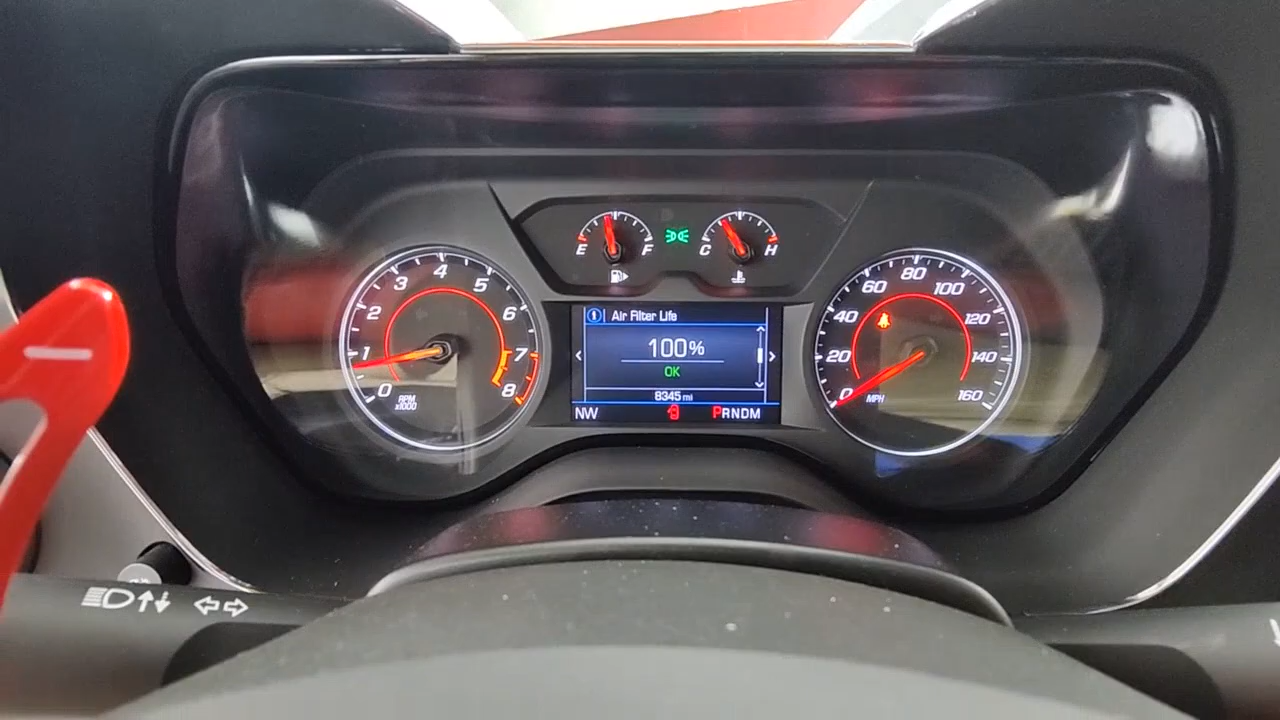 E F
C H
0 1 2 3 4 5 6 7 8
RPM
x1000
i Air Filter Life
100%
OK
8345 mi
NW PRNDM
0 20 40 60 80 100 120 140 160
MPH